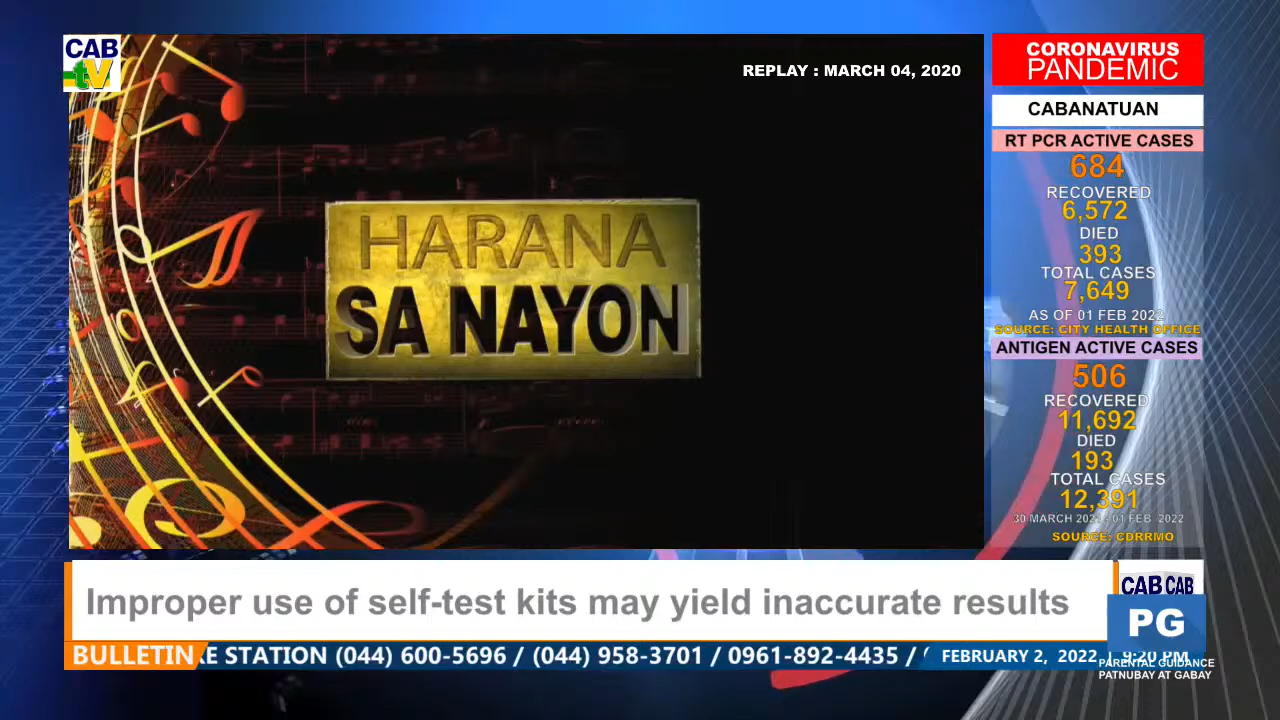 CAB
tV
REPLAY : MARCH 04, 2020
HARANA
SA NAYON
CORONAVIRUS
PANDEMIC
CABANATUAN
RT PCR ACTIVE CASES
684
RECOVERED
6,572
DIED
393
TOTAL CASES
7,649
AS OF 01 FEB 2022
SOURCE: CITY HEALTH OFFICE
ANTIGEN ACTIVE CASES
506
RECOVERED
11,692
DIED
193
TOTAL CASES
12,391
30 MARCH 2021 - 01 FEB 2022
SOURCE: CDRRMO
Improper use of self-test kits may yield inaccurate results
CAB CAB
PG
PARENTAL GUIDANCE
PATNUBAY AT GABAY
BULLETIN RE STATION (044) 600-5696 / (044) 958-3701 / 0961-892-4435 / FEBRUARY 2, 2022 | 9:20 PM